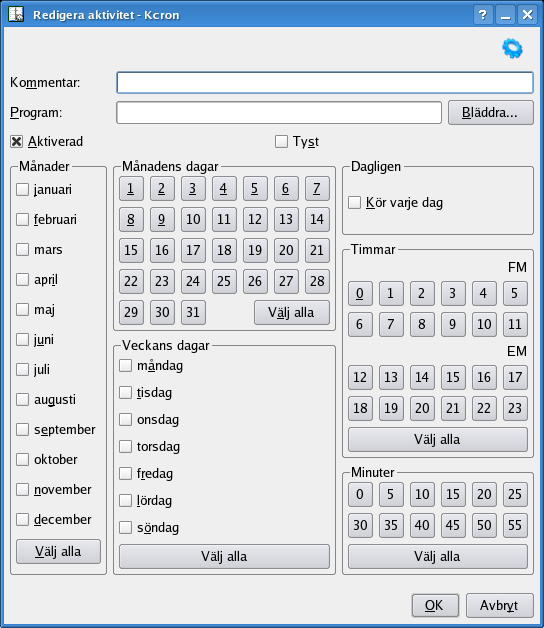 Redigera aktivitet - Kcron
Kommentar:
Program:
Bläddra...
Aktiverad
Tyst
Månader
januari
februari
mars
april
maj
juni
juli
augusti
september
oktober
november
december
Välj alla
Månadens dagar
1 2 3 4 5 6 7
8 9 10 11 12 13 14
15 16 17 18 19 20 21
22 23 24 25 26 27 28
29 30 31 Välj alla
Veckans dagar
måndag
tisdag
onsdag
torsdag
fredag
lördag
söndag
Välj alla
Dagligen
Kör varje dag
Timmar
FM
0 1 2 3 4 5
6 7 8 9 10 11
EM
12 13 14 15 16 17
18 19 20 21 22 23
Välj alla
Minuter
0 5 10 15 20 25
30 35 40 45 50 55
Välj alla
OK
Avbryt